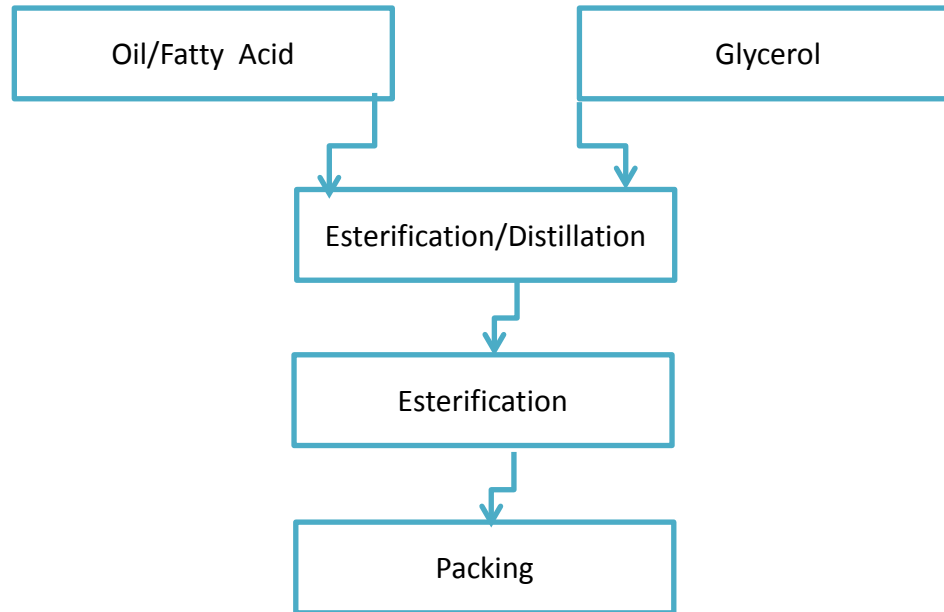 Oil/Fatty Acid
Glycerol
Esterification/Distillation
Esterification
Packing